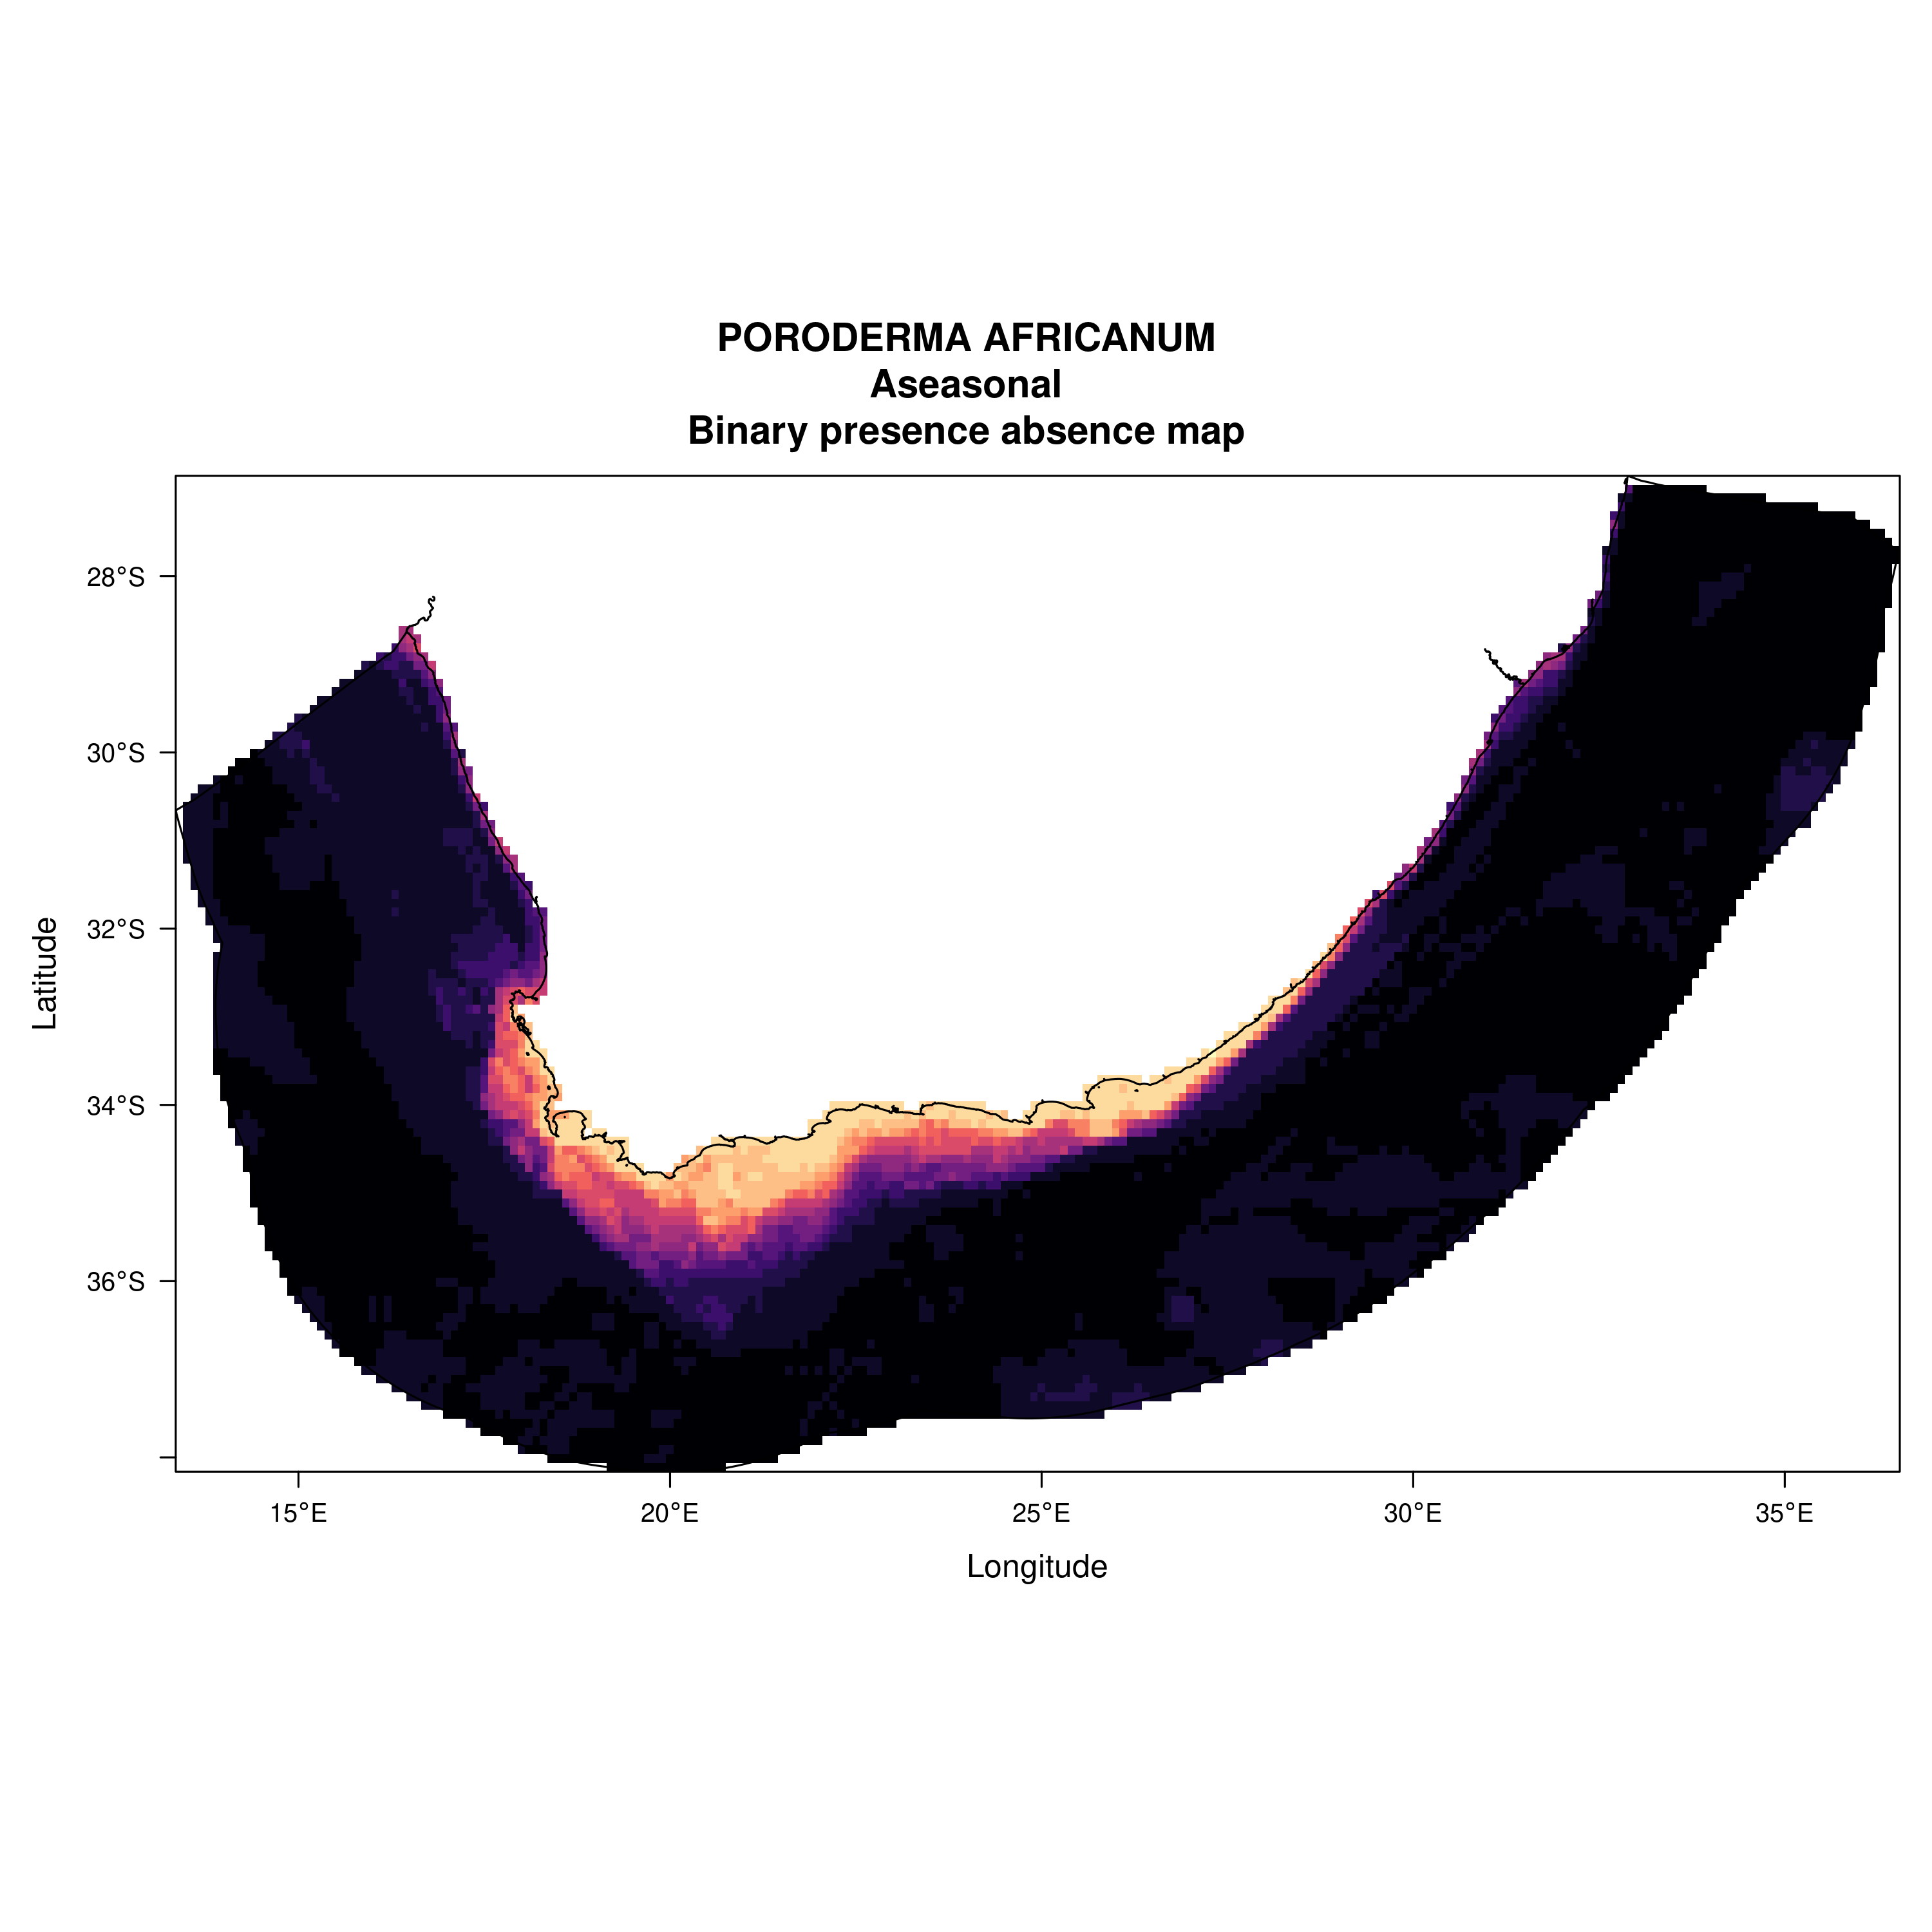 PORODERMA AFRICANUM
Aseasonal
Binary presence absence map
28°S
30°S
32°S
34°S
36°S
Latitude
15°E
20°E
25°E
30°E
35°E
Longitude